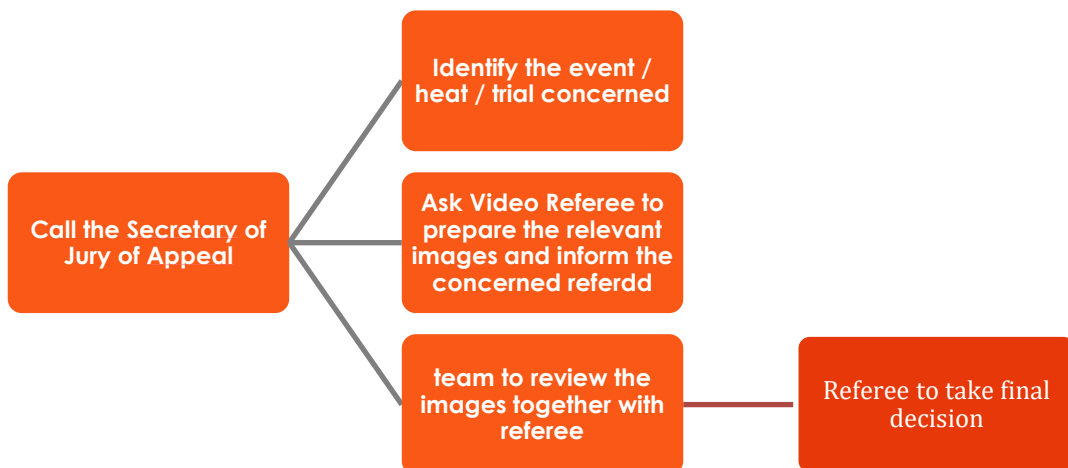 Identify the event /
heat / trial concerned
Call the Secretary of
Jury of Appeal
Ask Video Referee to
prepare the relevant
images and inform the
concerned referdd
team to review the
images together with
referee
Referee to take final
decision